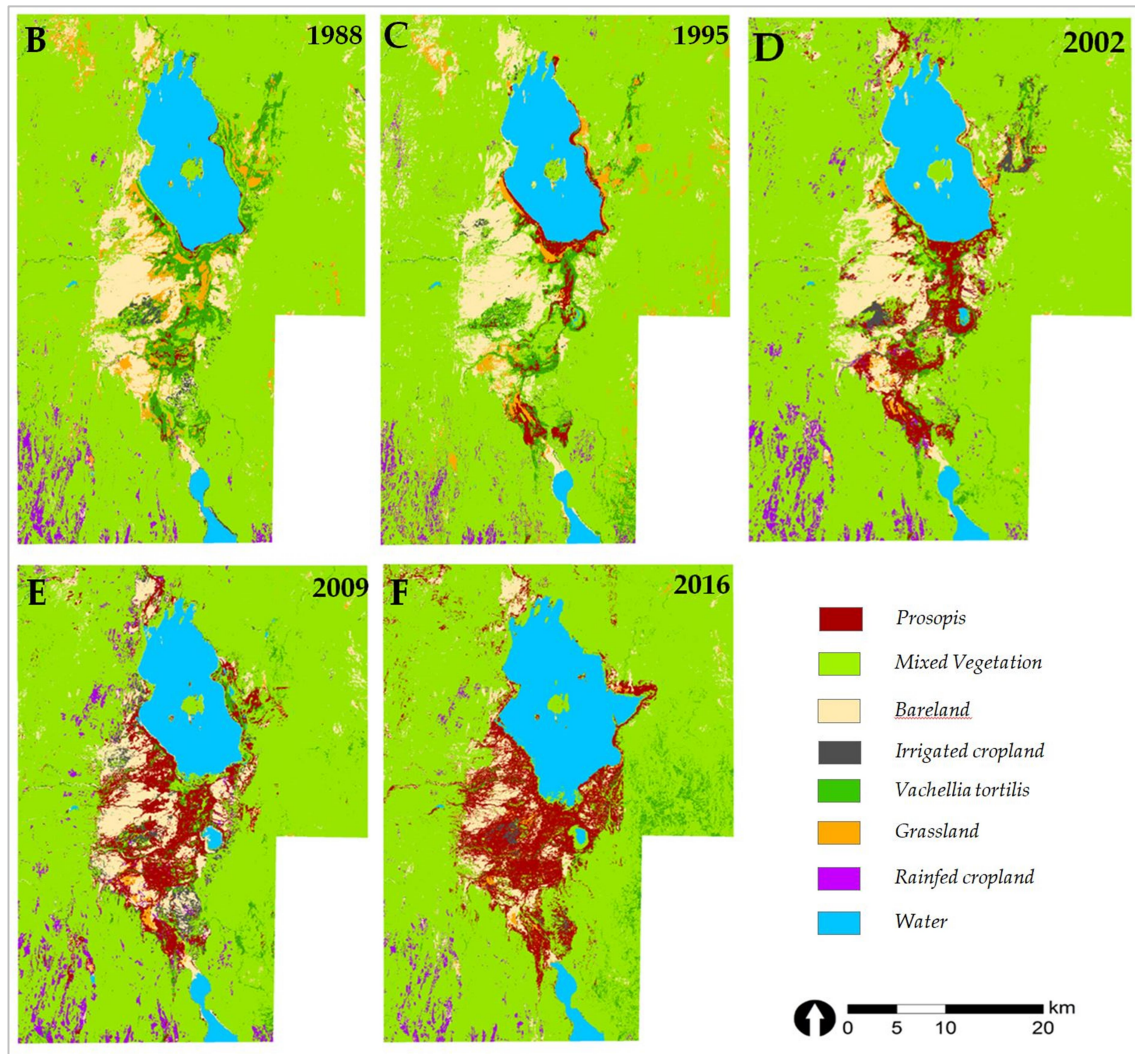 B 1988
C 1995
D 2002
E 2009
F 2016
Prosopis
Mixed Vegetation
Bareland
Irrigated cropland
Vachellia tortilis
Grassland
Rainfed cropland
Water
km
0 5 10 20